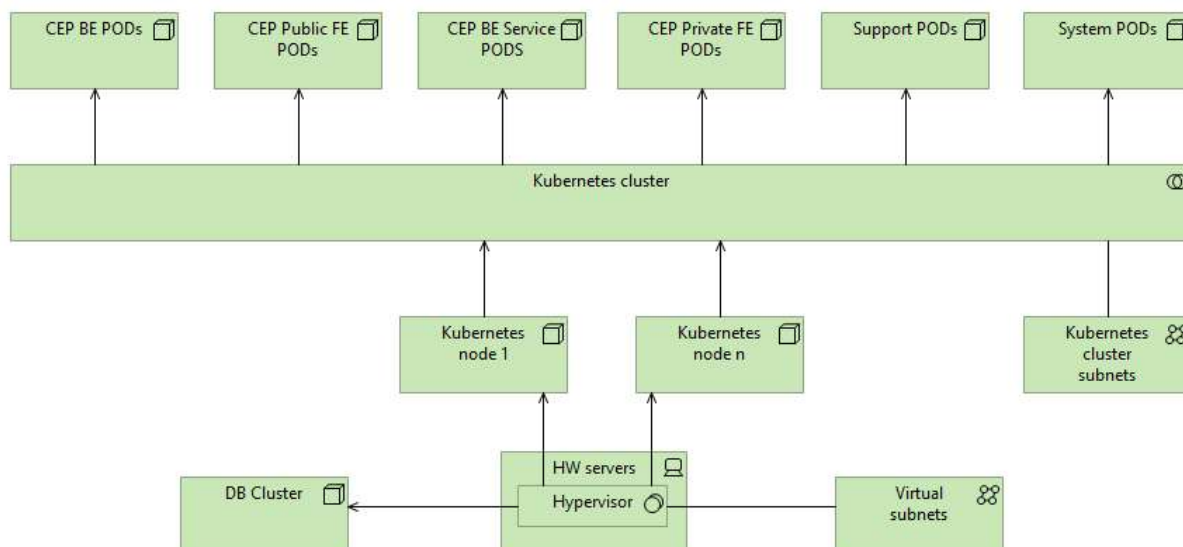 CEP BE PODs
CEP Public FE
PODs
CEP BE Service
PODS
CEP Private FE
PODs
Support PODs
System PODs
Kubernetes cluster
Kubernetes
node 1
Kubernetes
node n
Kubernetes
cluster
subnets
HW servers
DB Cluster
Hypervisor
Virtual
subnets